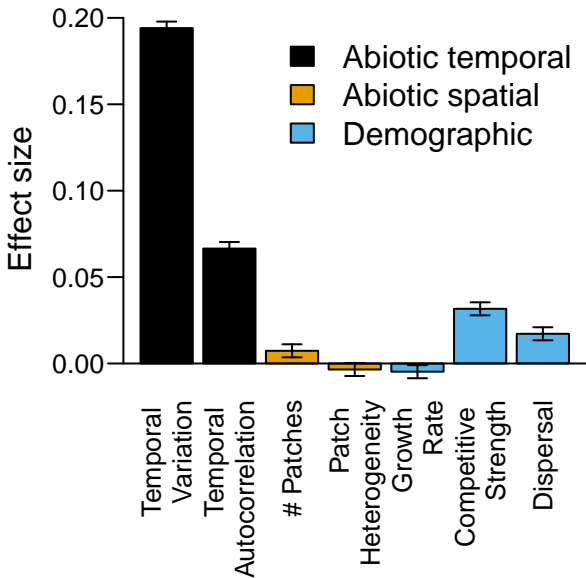 Effect size
0.20
0.15
0.10
0.05
0.00
Abiotic temporal
Abiotic spatial
Demographic
Temporal
Variation
Temporal
Autocorrelation
# Patches
Patch
Heterogeneity
Growth
Rate
Competitive
Strength
Dispersal